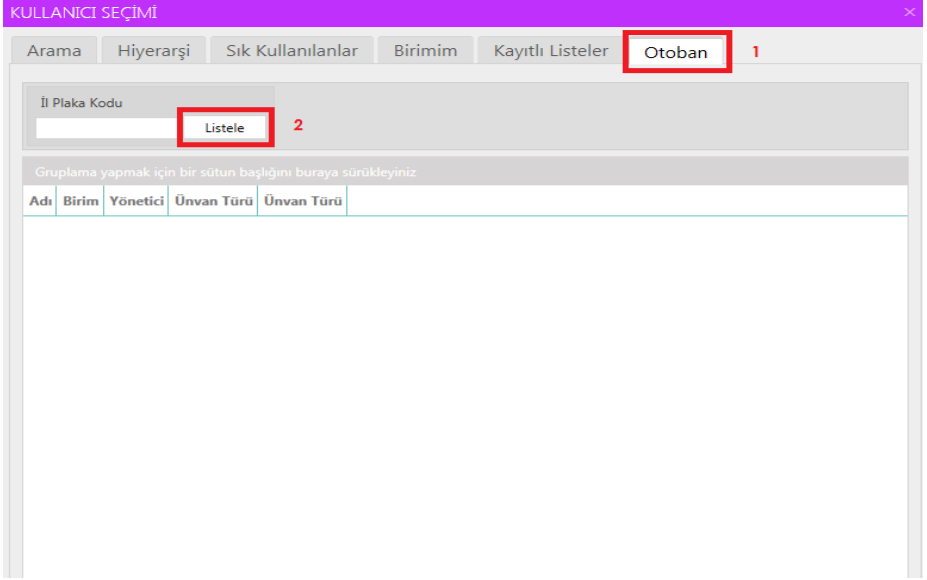 KULLANICI SEÇİMİ ×
Arama Hiyerarşi Sık Kullanılanlar Birimim Kayıtlı Listeler Otoban 1
İl Plaka Kodu
Listele 2
Gruplama yapmak için bir sütun başlığını buraya sürükleyiniz
Adı Birim Yönetici Ünvan Türü Ünvan Türü